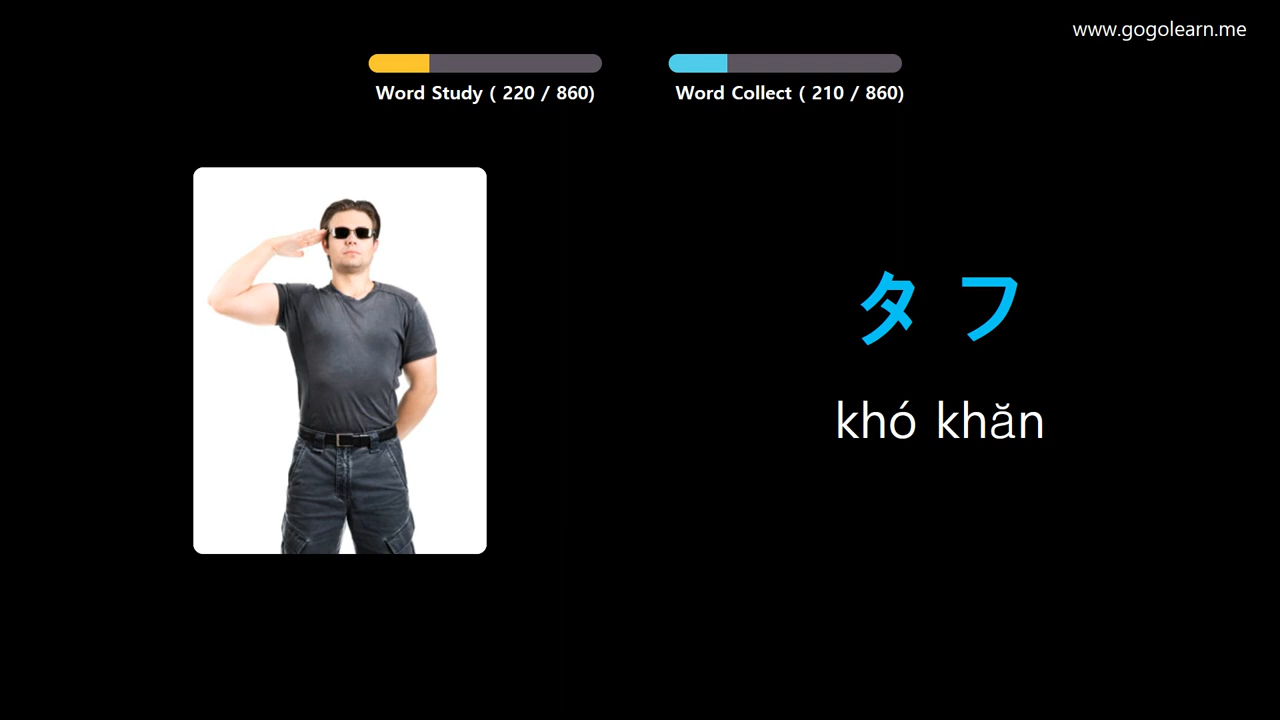 www.gogolearn.me
Word Study ( 220 / 860)
Word Collect ( 210 / 860)
タフ
khó khăn